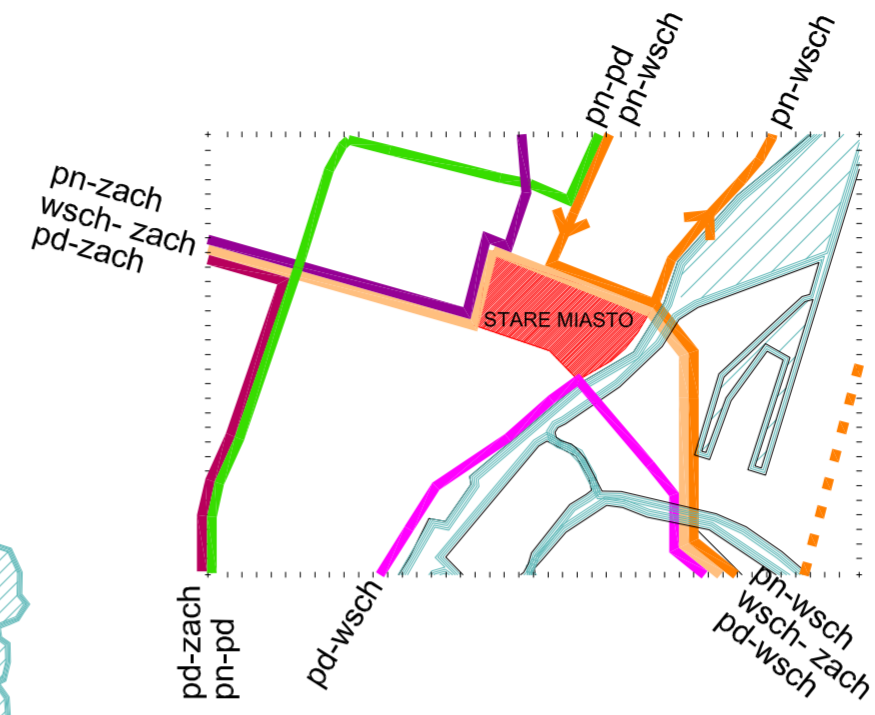 pn-pd
pn-wsch
pn-wsch
pn-zach
wsch- zach
pd-zach
STARE MIASTO
pd-zach
pn-pd
pd-wsch
pn-wsch
wsch- zach
pd-wsch